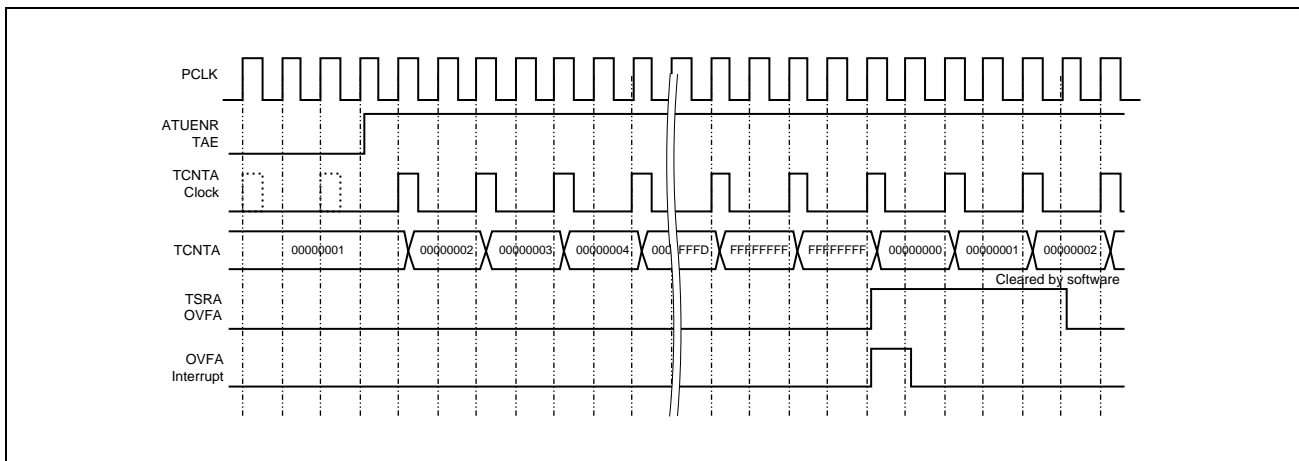 PCLK
ATUENR
TAE
TCNTA
Clock
TCNTA 00000001 00000002 00000003 00000004 FFFD FFFFFFFF FFFFFFFF 00000000 00000001 00000002
Cleared by software
TSRA
OVFA
OVFA
Interrupt